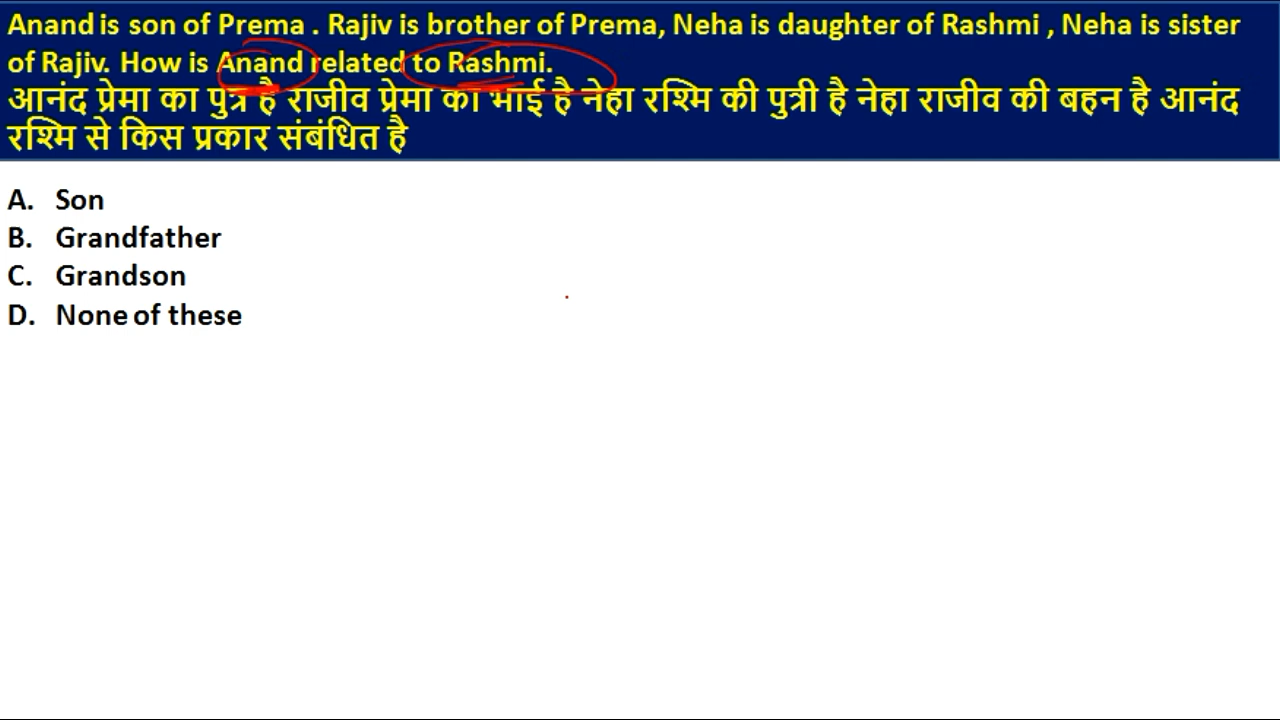 Anand is son of Prema . Rajiv is brother of Prema, Neha is daughter of Rashmi , Neha is sister
of Rajiv. How is Anand related to Rashmi.
आनंद प्रेमा का पुत्र है राजीव प्रेमा का भाई है नेहा रश्मि की पुत्री है नेहा राजीव की बहन है आनंद
रश्मि से किस प्रकार संबंधित है
A. Son
B. Grandfather
C. Grandson
D. None of these